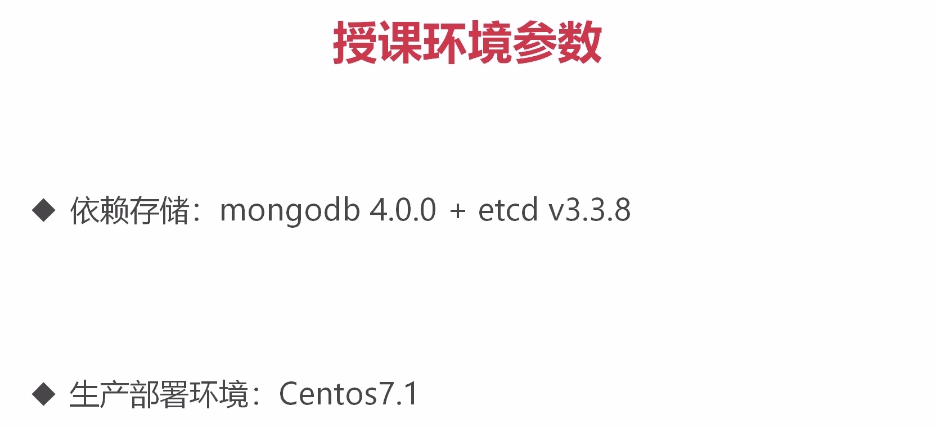 授课环境参数
◆ 依赖存储：mongodb 4.0.0 + etcd v3.3.8
◆ 生产部署环境：Centos7.1